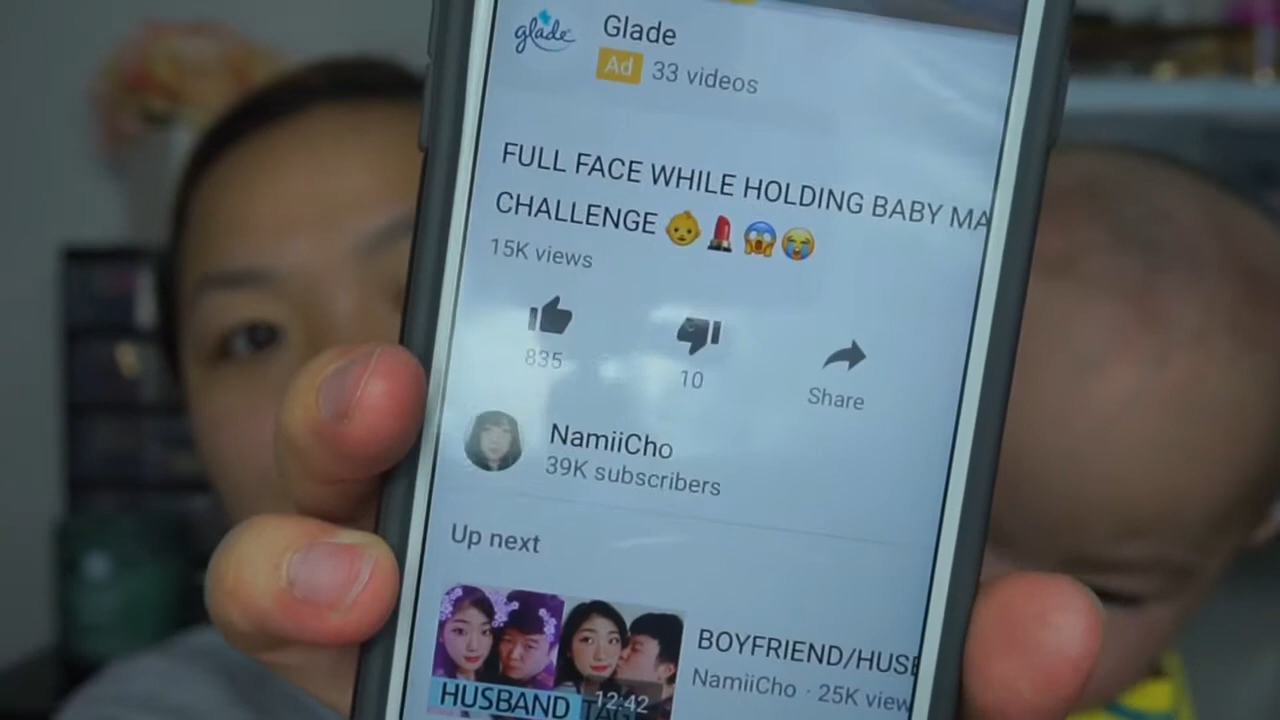 glade
Glade
Ad 33 videos
FULL FACE WHILE HOLDING BABY MA
CHALLENGE 👶💄😱😭
15K views
835
10
Share
NamiiCho
39K subscribers
Up next
BOYFRIEND/HUSB
NamiiCho · 25K view
HUSBAND TAG
12:42